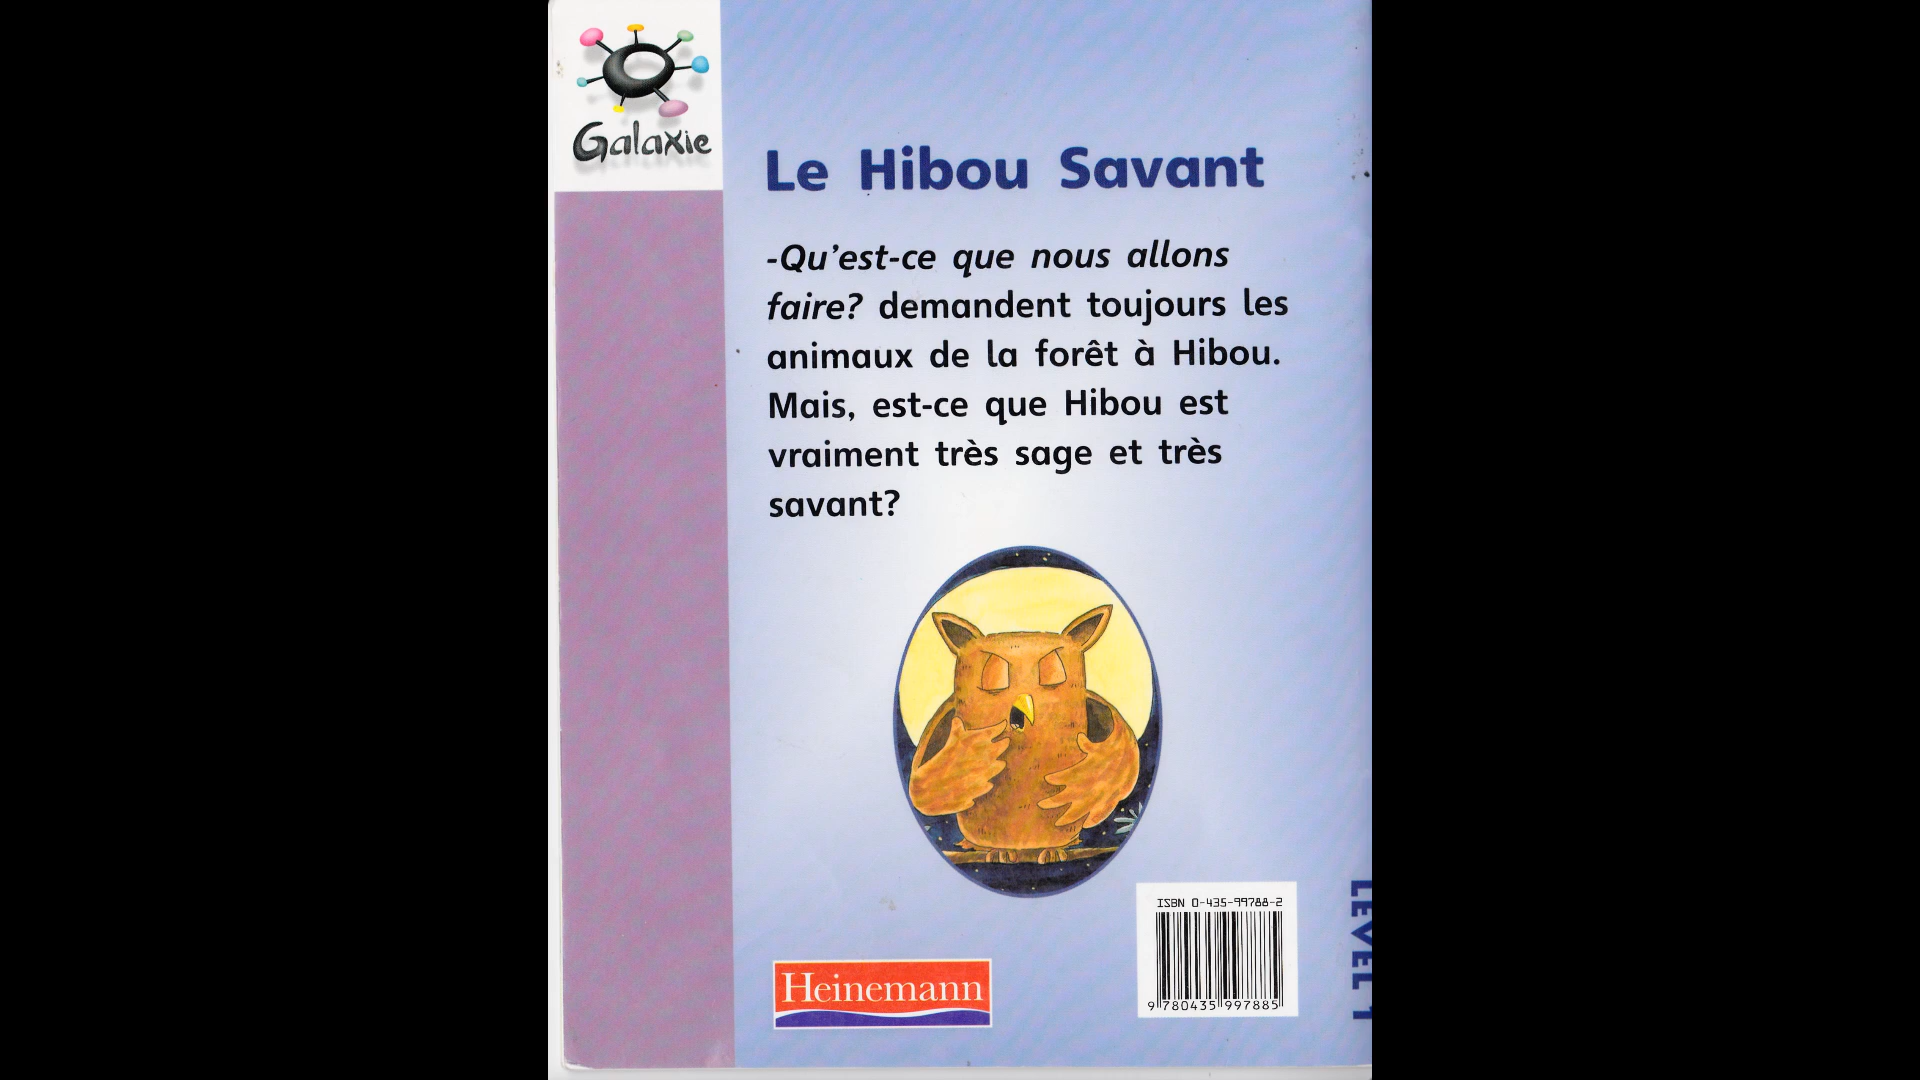 Galaxie
Le Hibou Savant
-Qu'est-ce que nous allons
faire? demandent toujours les
animaux de la forêt à Hibou.
Mais, est-ce que Hibou est
vraiment très sage et très
savant?
ISBN 0-435-99788-2
9 780435 997885
Heinemann
LEVEL 1